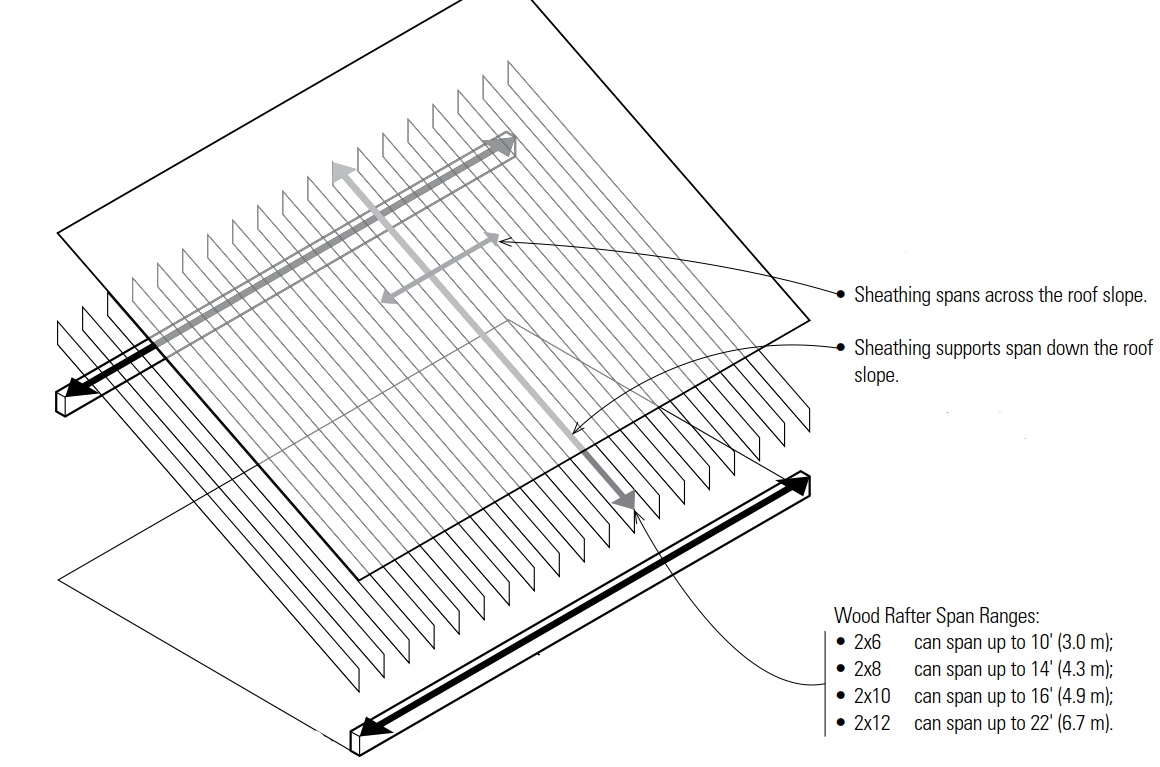 • Sheathing spans across the roof slope.
• Sheathing supports span down the roof
slope.
Wood Rafter Span Ranges:
• 2x6 can span up to 10' (3.0 m);
• 2x8 can span up to 14' (4.3 m);
• 2x10 can span up to 16' (4.9 m);
• 2x12 can span up to 22' (6.7 m).